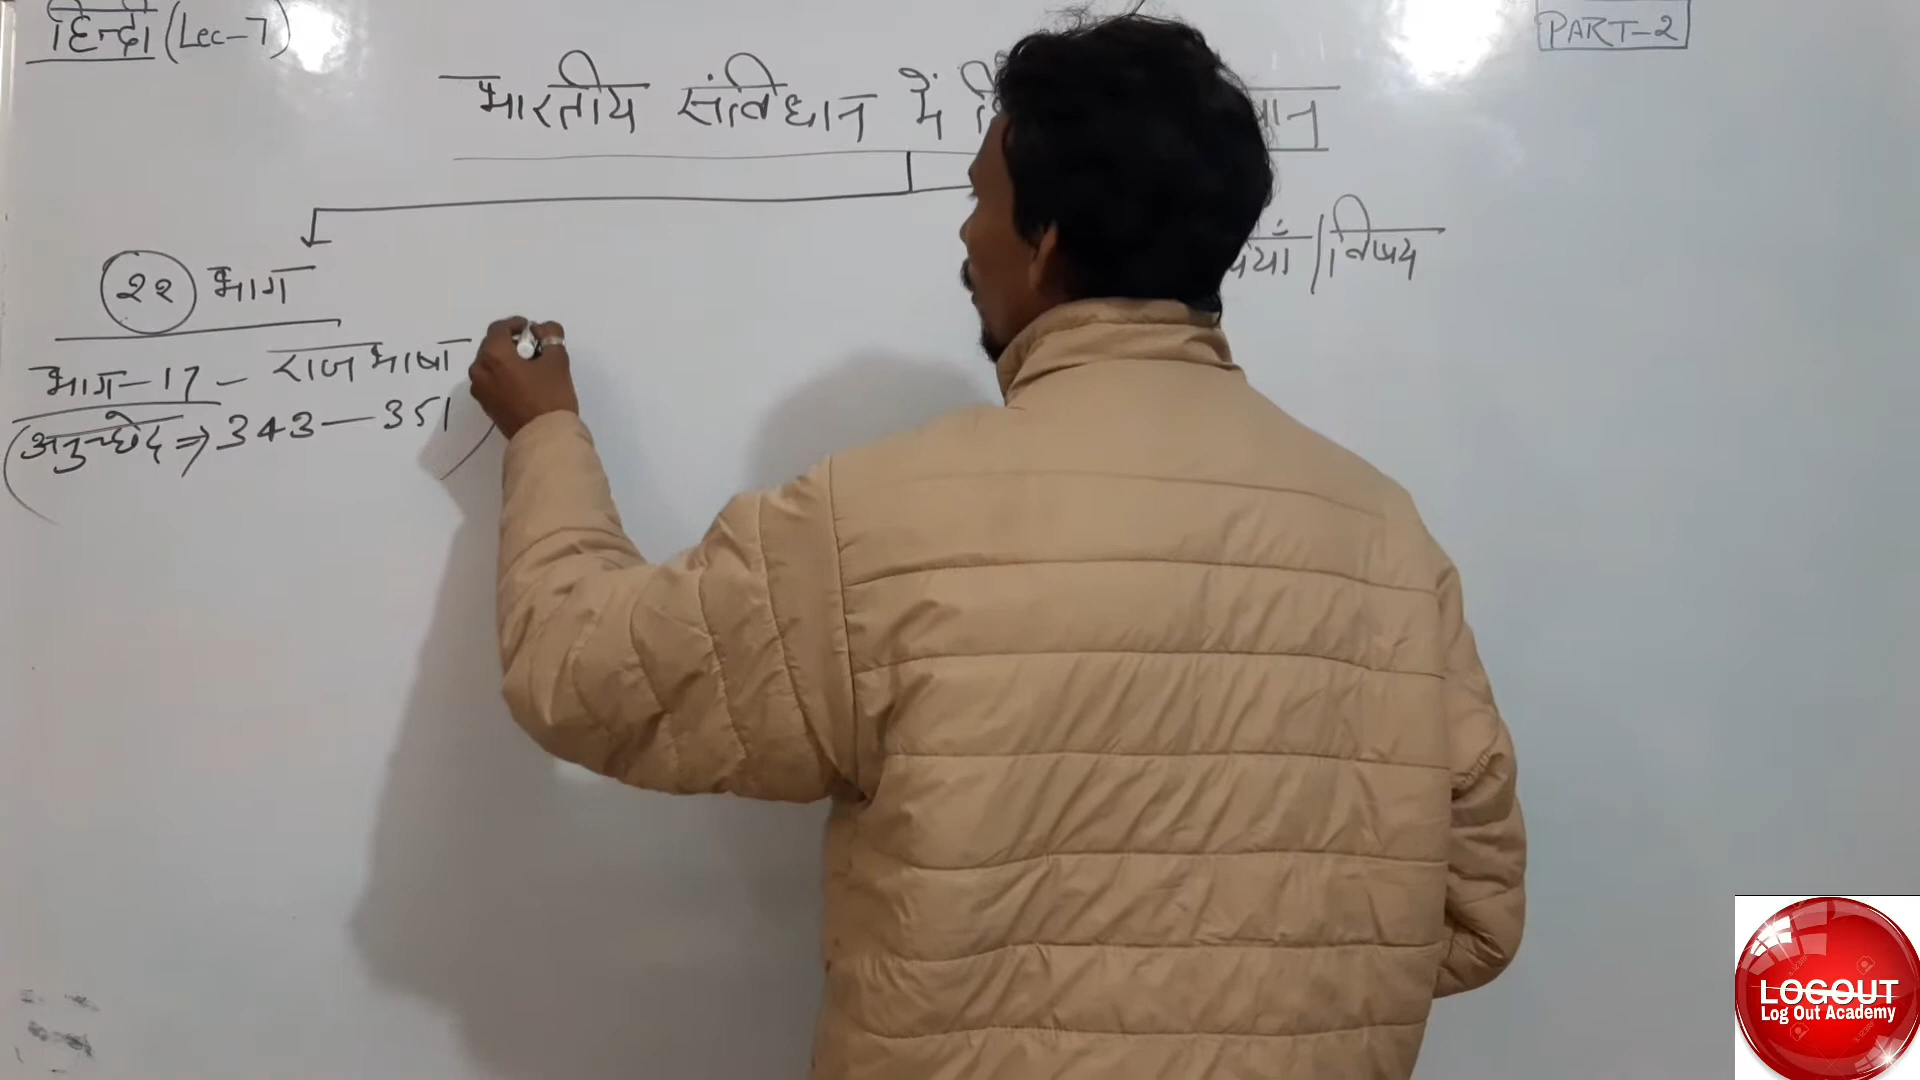 हिन्दी (Lec-7)
PART-2
भारतीय संविधान में
/विषय
२२ भाग
भाग-17 - राजभाषा
(अनुच्छेद => 343-351)
LOGOUT
Log Out Academy